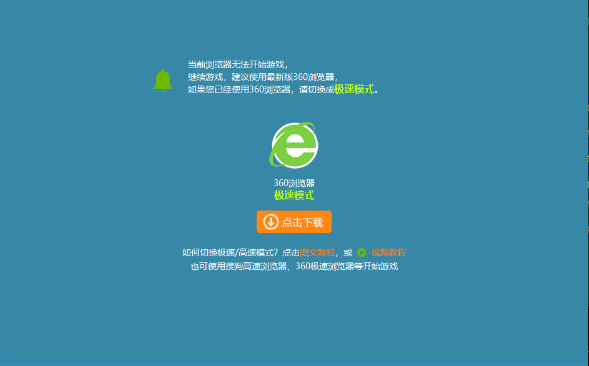 当前浏览器无法开始游戏，
继续游戏，建议使用最新版360浏览器，
如果您已经使用360浏览器，请切换成极速模式。
360浏览器
极速模式
点击下载
如何切换极速/高速模式？点击图文教程，或 视频教程
也可使用搜狗高速浏览器、360极速浏览器等开始游戏